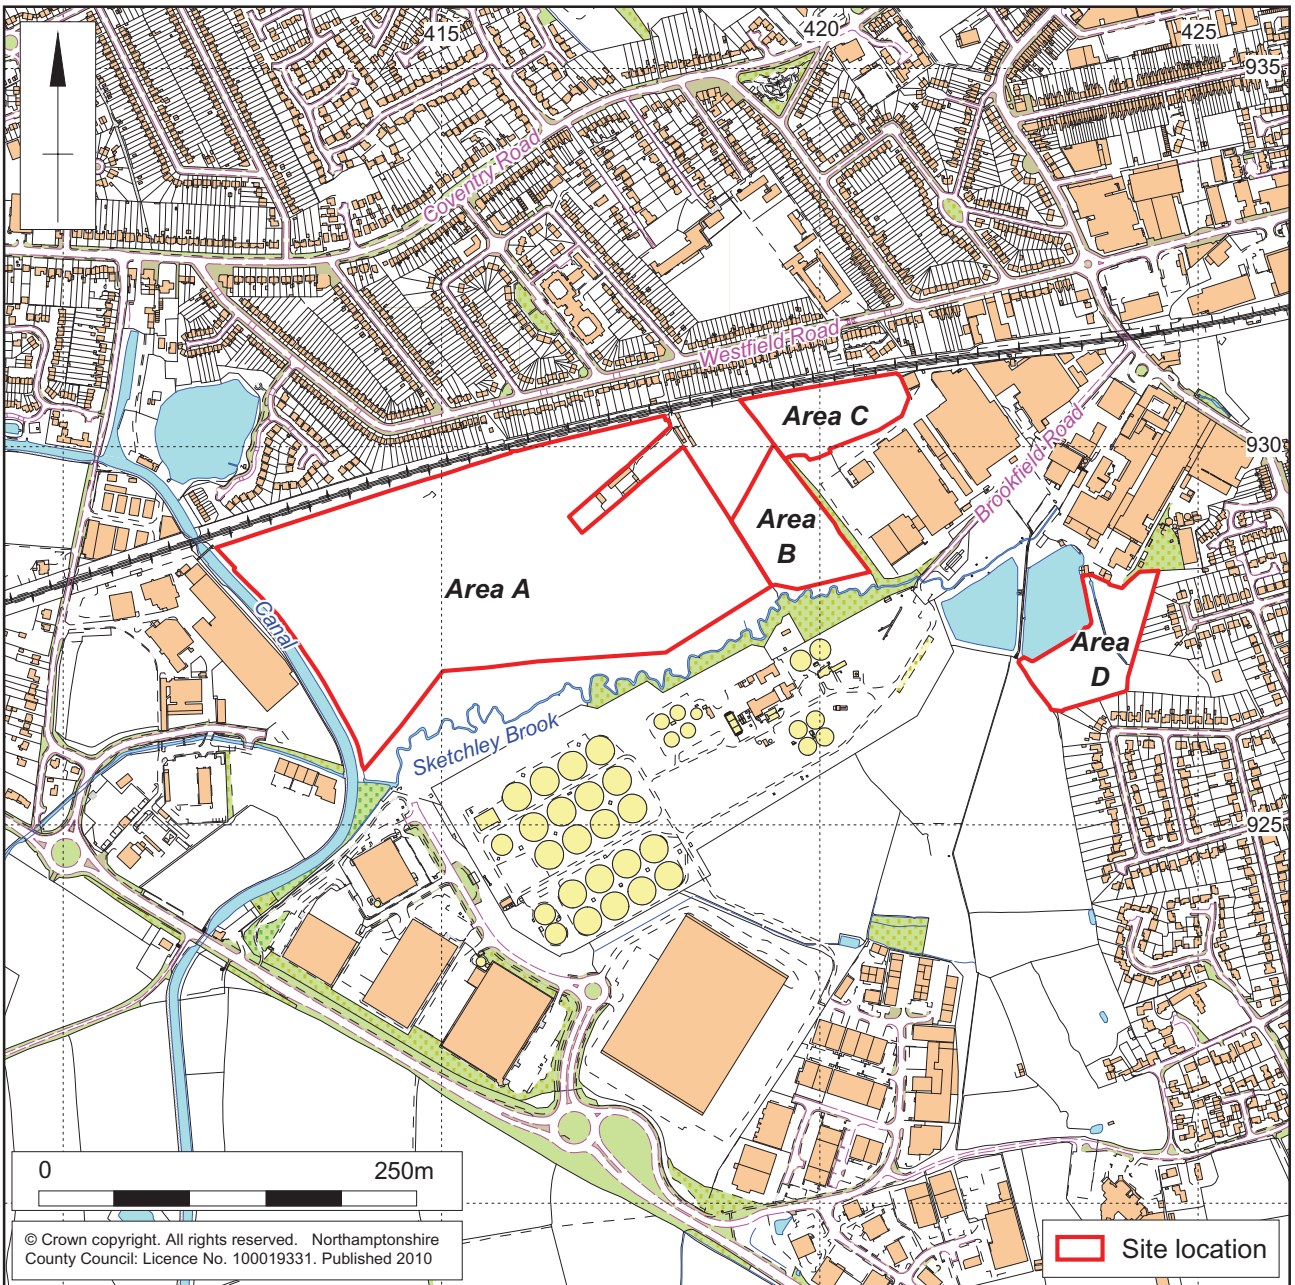 415
420
425
935
Coventry Road
Westfield Road
Area C
930
Brookfield Road
Area
B
Area A
Canal
Area
D
Sketchley Brook
925
0 250m
© Crown copyright. All rights reserved. Northamptonshire
County Council: Licence No. 100019331. Published 2010
Site location